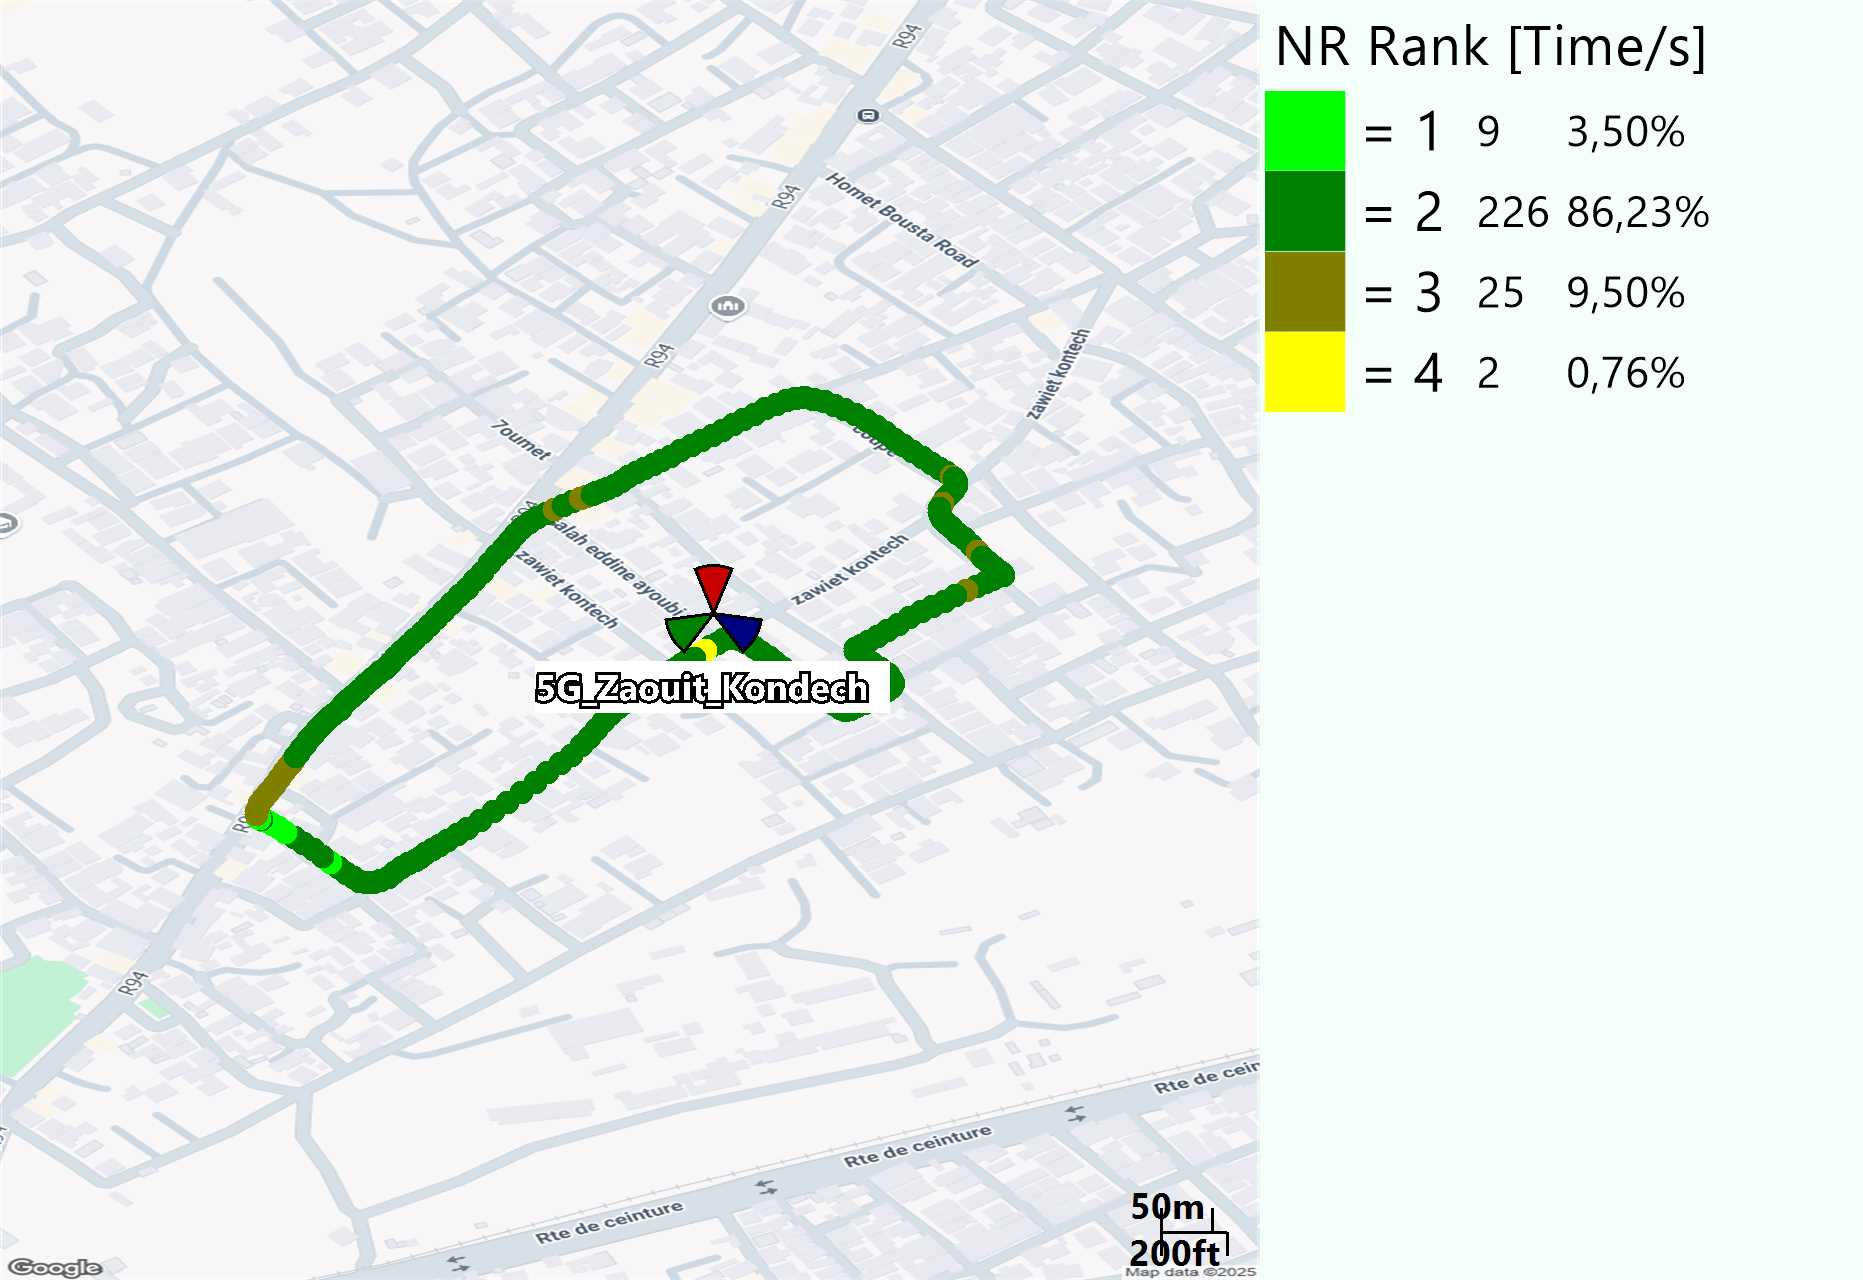 NR Rank [Time/s]
= 1 9 3,50%
= 2 226 86,23%
= 3 25 9,50%
= 4 2 0,76%
R94
R94
Homet Bousta Road
R94
zawiet kontech
7oumet
coupe
salah eddine ayoubi
zawiet kontech
zawiet kontech
5G_Zaouit_Kondech
R94
Rte de cein
Rte de ceinture
Rte de ceinture
50m
200ft
Google
Map data ©2025